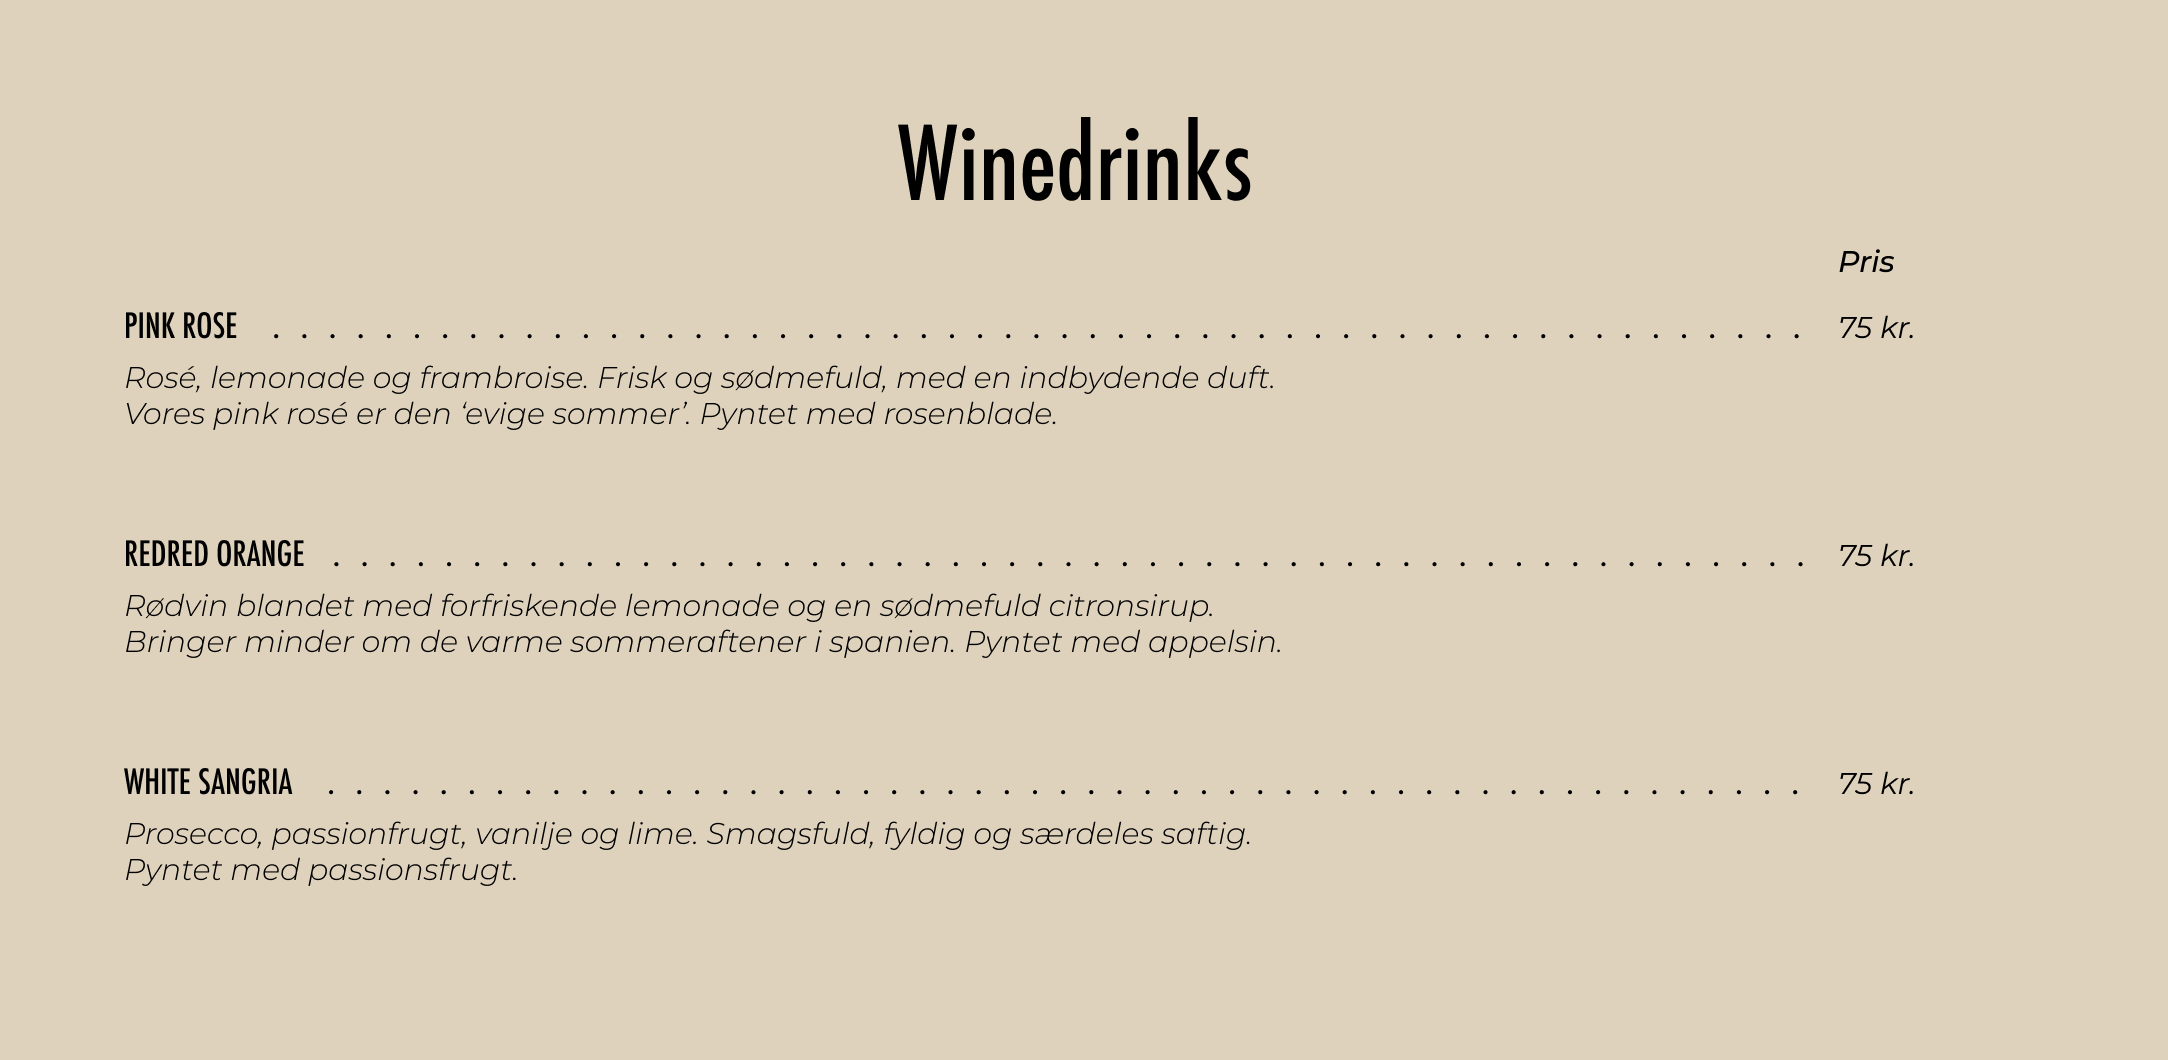 Winedrinks
Pris
PINK ROSE . . . . . . . . . . . . . . . . . . . . . . . . . . . . . . . . . . . . . . . . . . . . . . . . . . . . . . . 75 kr.
Rosé, lemonade og frambroise. Frisk og sødmefuld, med en indbydende duft.
Vores pink rosé er den ‘evige sommer’. Pyntet med rosenblade.
REDRED ORANGE . . . . . . . . . . . . . . . . . . . . . . . . . . . . . . . . . . . . . . . . . . . . . . . . . . . . . 75 kr.
Rødvin blandet med forfriskende lemonade og en sødmefuld citronsirup.
Bringer minder om de varme sommeraftener i spanien. Pyntet med appelsin.
WHITE SANGRIA . . . . . . . . . . . . . . . . . . . . . . . . . . . . . . . . . . . . . . . . . . . . . . . . . . . . . 75 kr.
Prosecco, passionfrugt, vanilje og lime. Smagsfuld, fyldig og særdeles saftig.
Pyntet med passionsfrugt.